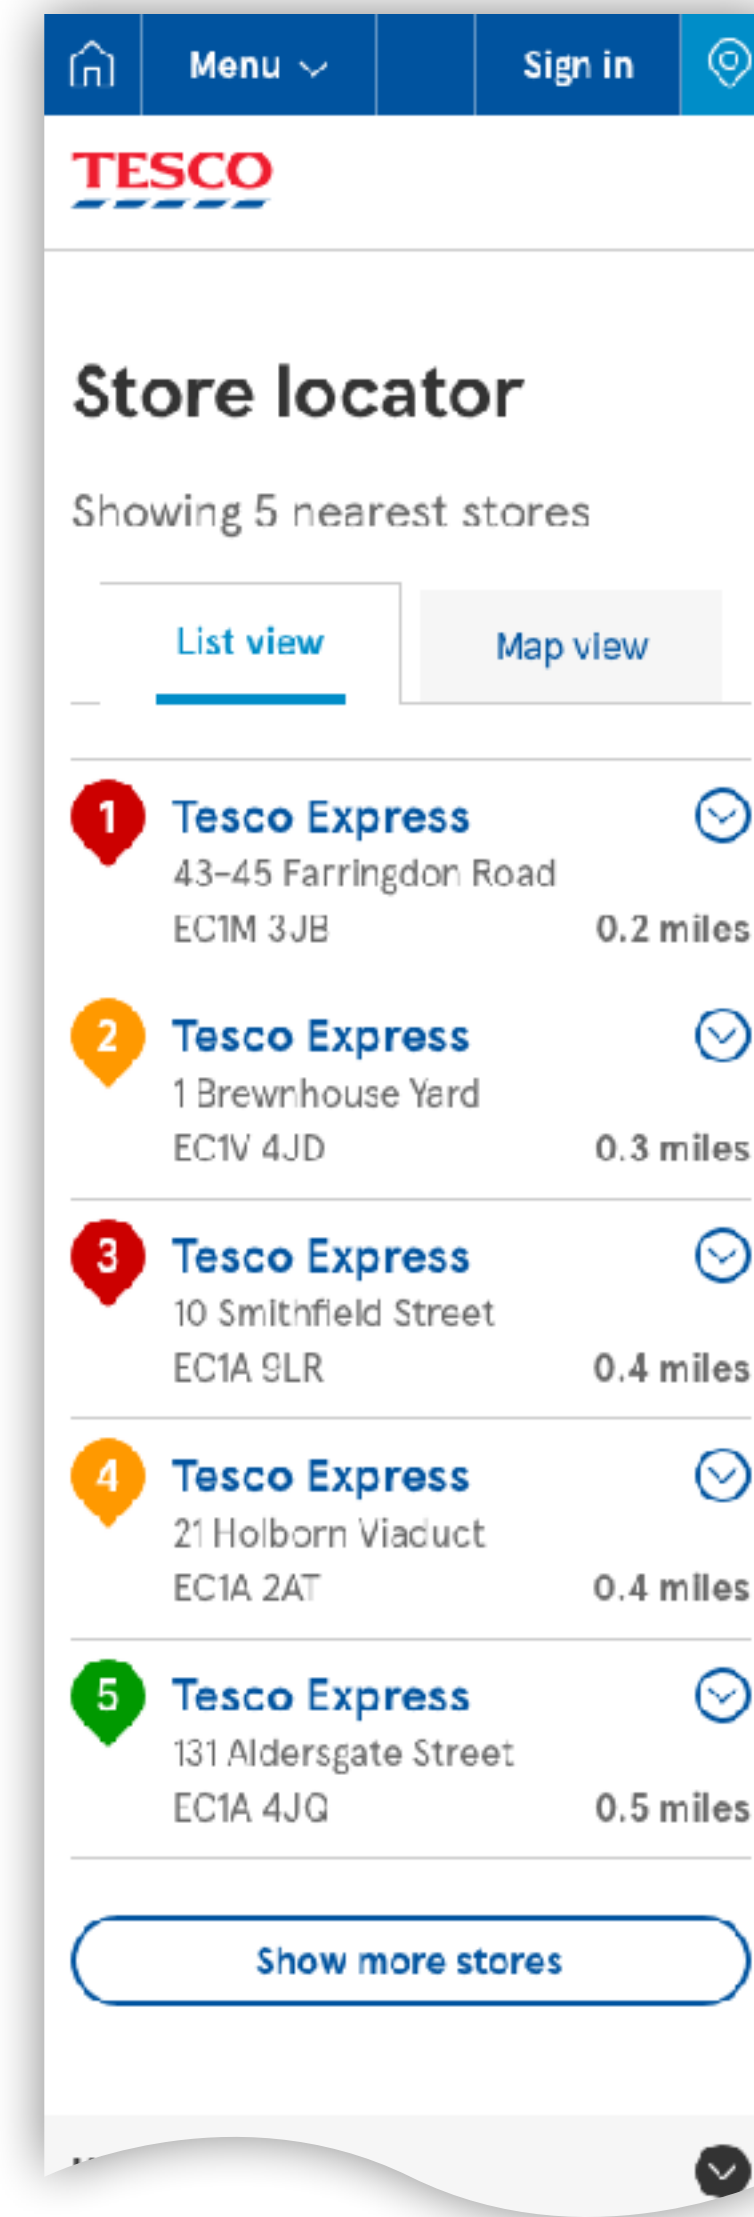 Menu
Sign in
TESCO
Store locator
Showing 5 nearest stores
List view
Map view
1 Tesco Express
43-45 Farringdon Road
EC1M 3JB 0.2 miles
2 Tesco Express
1 Brewnhouse Yard
EC1V 4JD 0.3 miles
3 Tesco Express
10 Smithfield Street
EC1A 9LR 0.4 miles
4 Tesco Express
21 Holborn Viaduct
EC1A 2AT 0.4 miles
5 Tesco Express
131 Aldersgate Street
EC1A 4JQ 0.5 miles
Show more stores